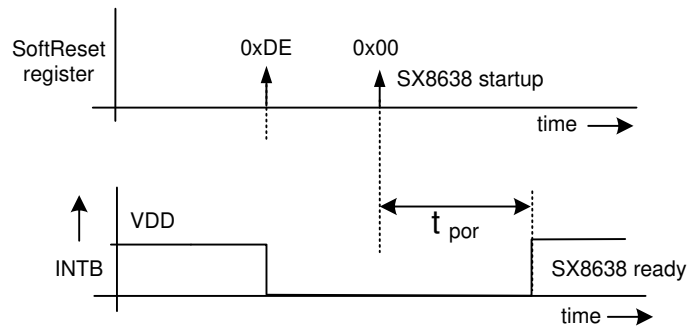 SoftReset
register
0xDE
0x00
SX8638 startup
time
VDD
t por
INTB
SX8638 ready
time